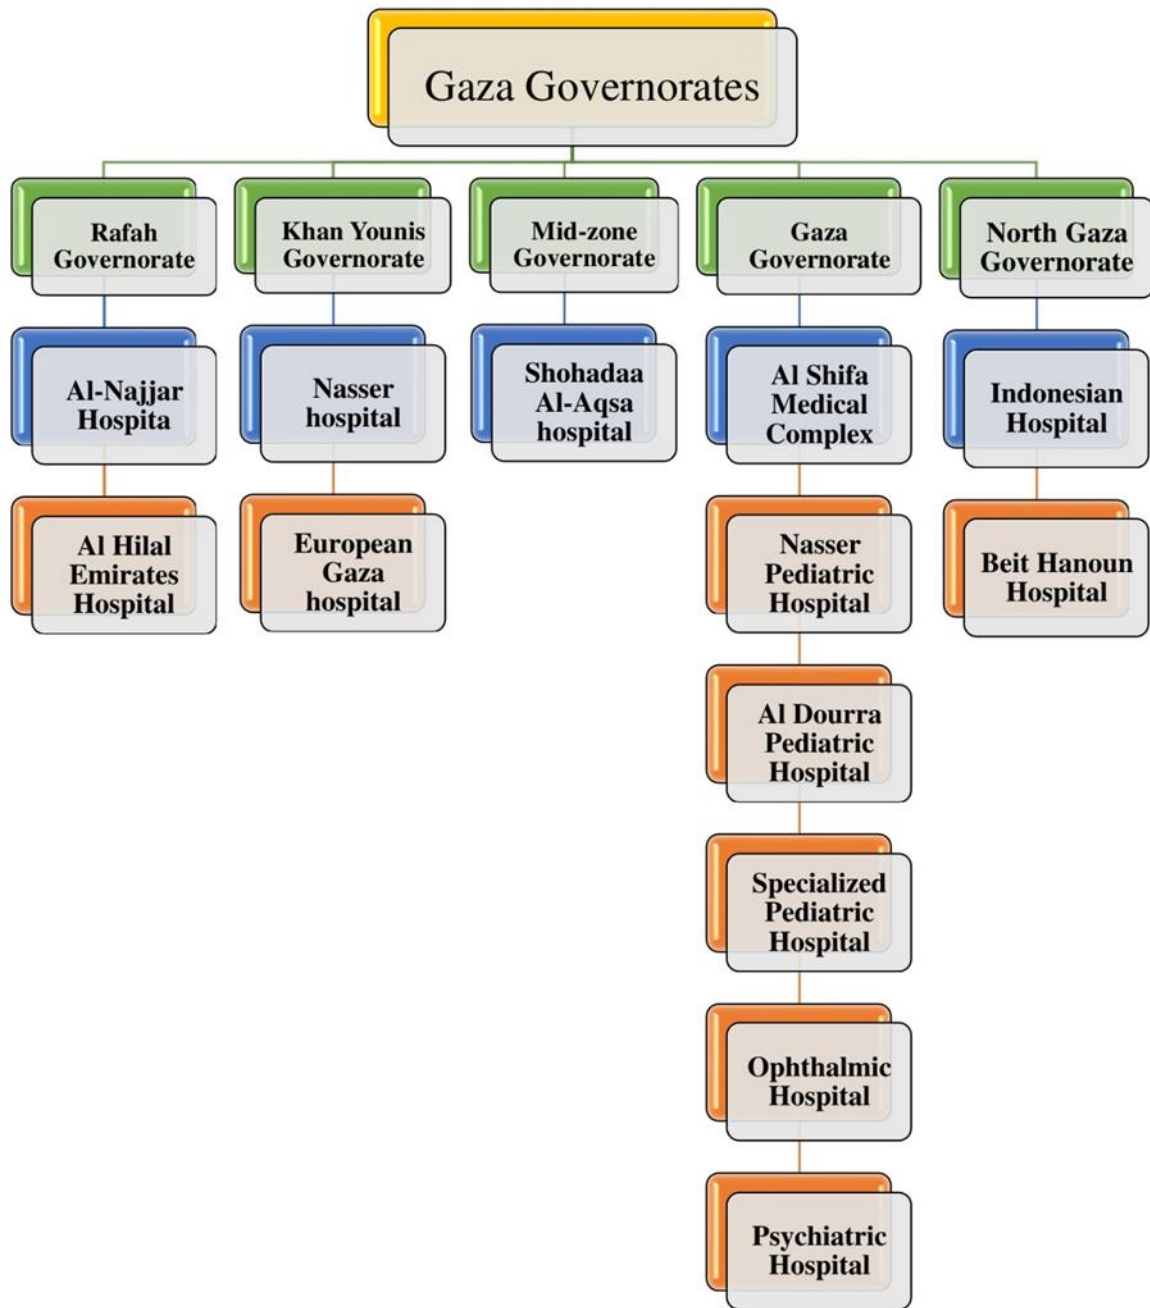 Gaza Governorates
Rafah
Governorate
Khan Younis
Governorate
Mid-zone
Governorate
Gaza
Governorate
North Gaza
Governorate
Al-Najjar
Hospita
Nasser
hospital
Shohadaa
Al-Aqsa
hospital
Al Shifa
Medical
Complex
Indonesian
Hospital
Al Hilal
Emirates
Hospital
European
Gaza
hospital
Nasser
Pediatric
Hospital
Beit Hanoun
Hospital
Al Dourra
Pediatric
Hospital
Specialized
Pediatric
Hospital
Ophthalmic
Hospital
Psychiatric
Hospital